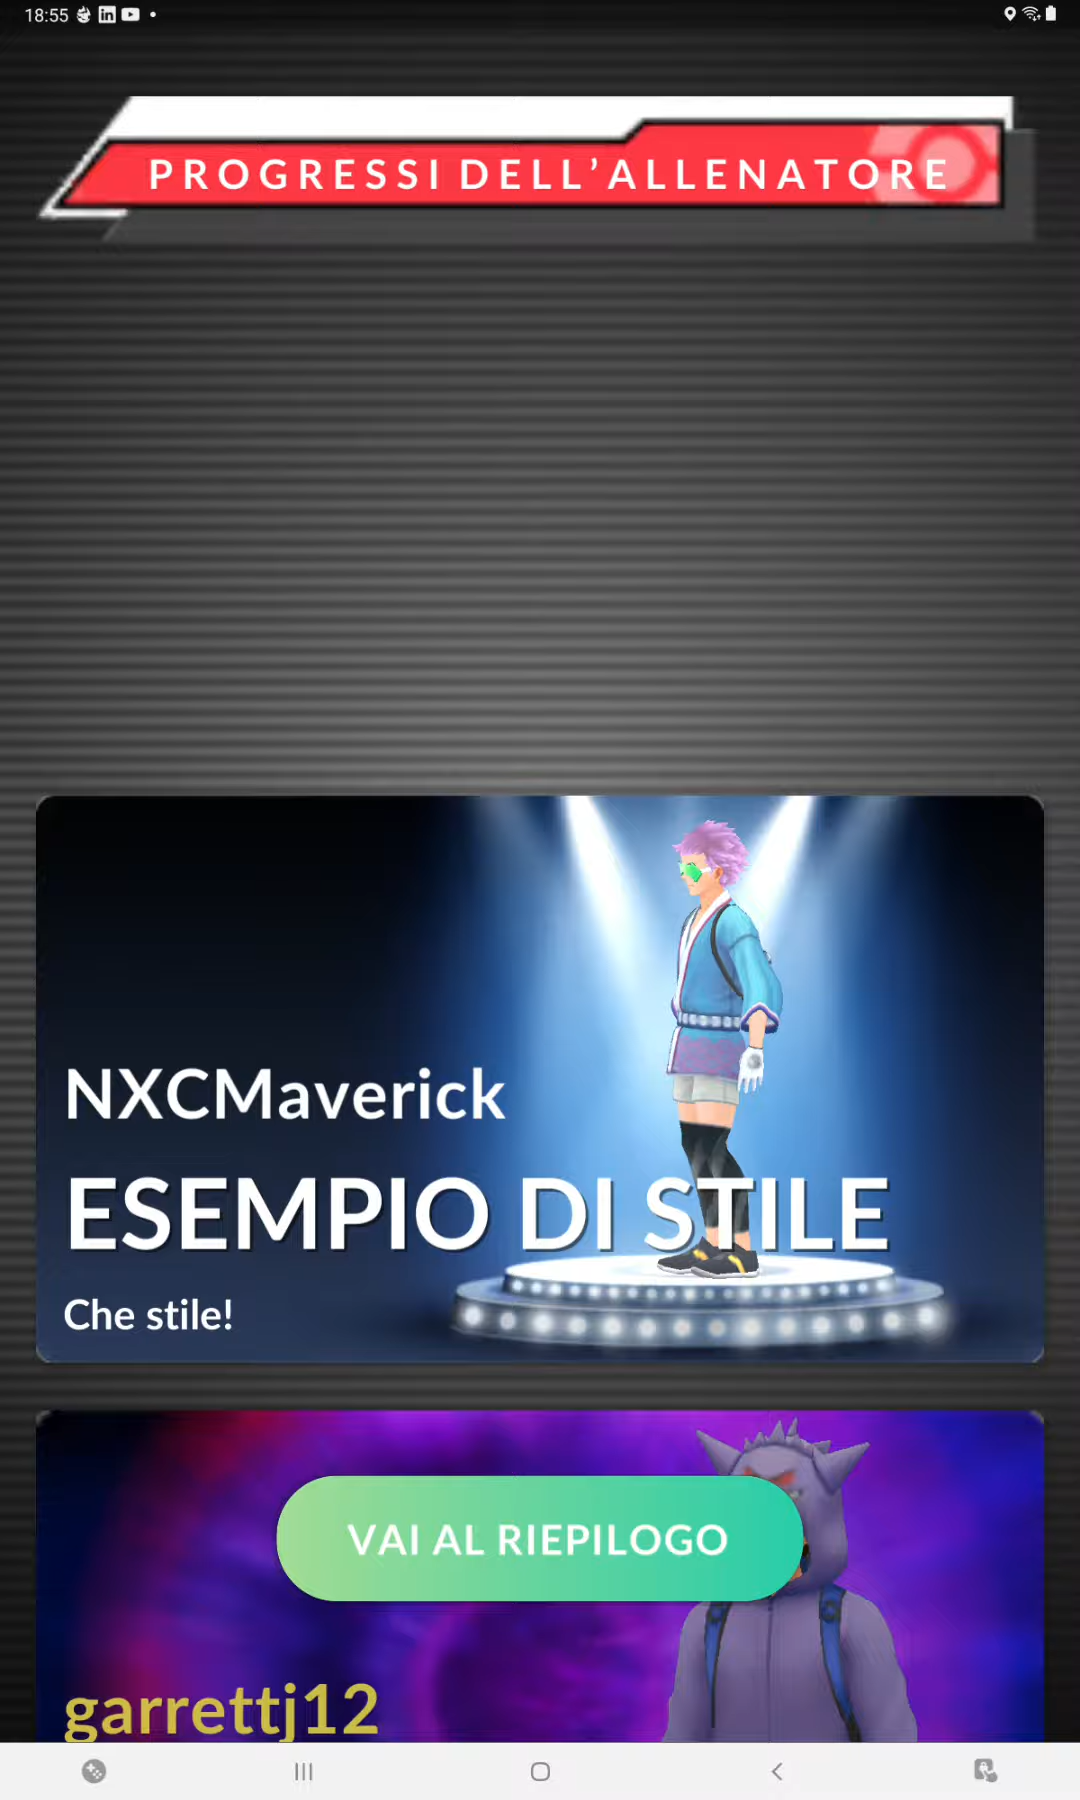 18:55
PROGRESSI DELL'ALLENATORE
NXCMaverick
ESEMPIO DI STILE
Che stile!
VAI AL RIEPILOGO
garrettj12